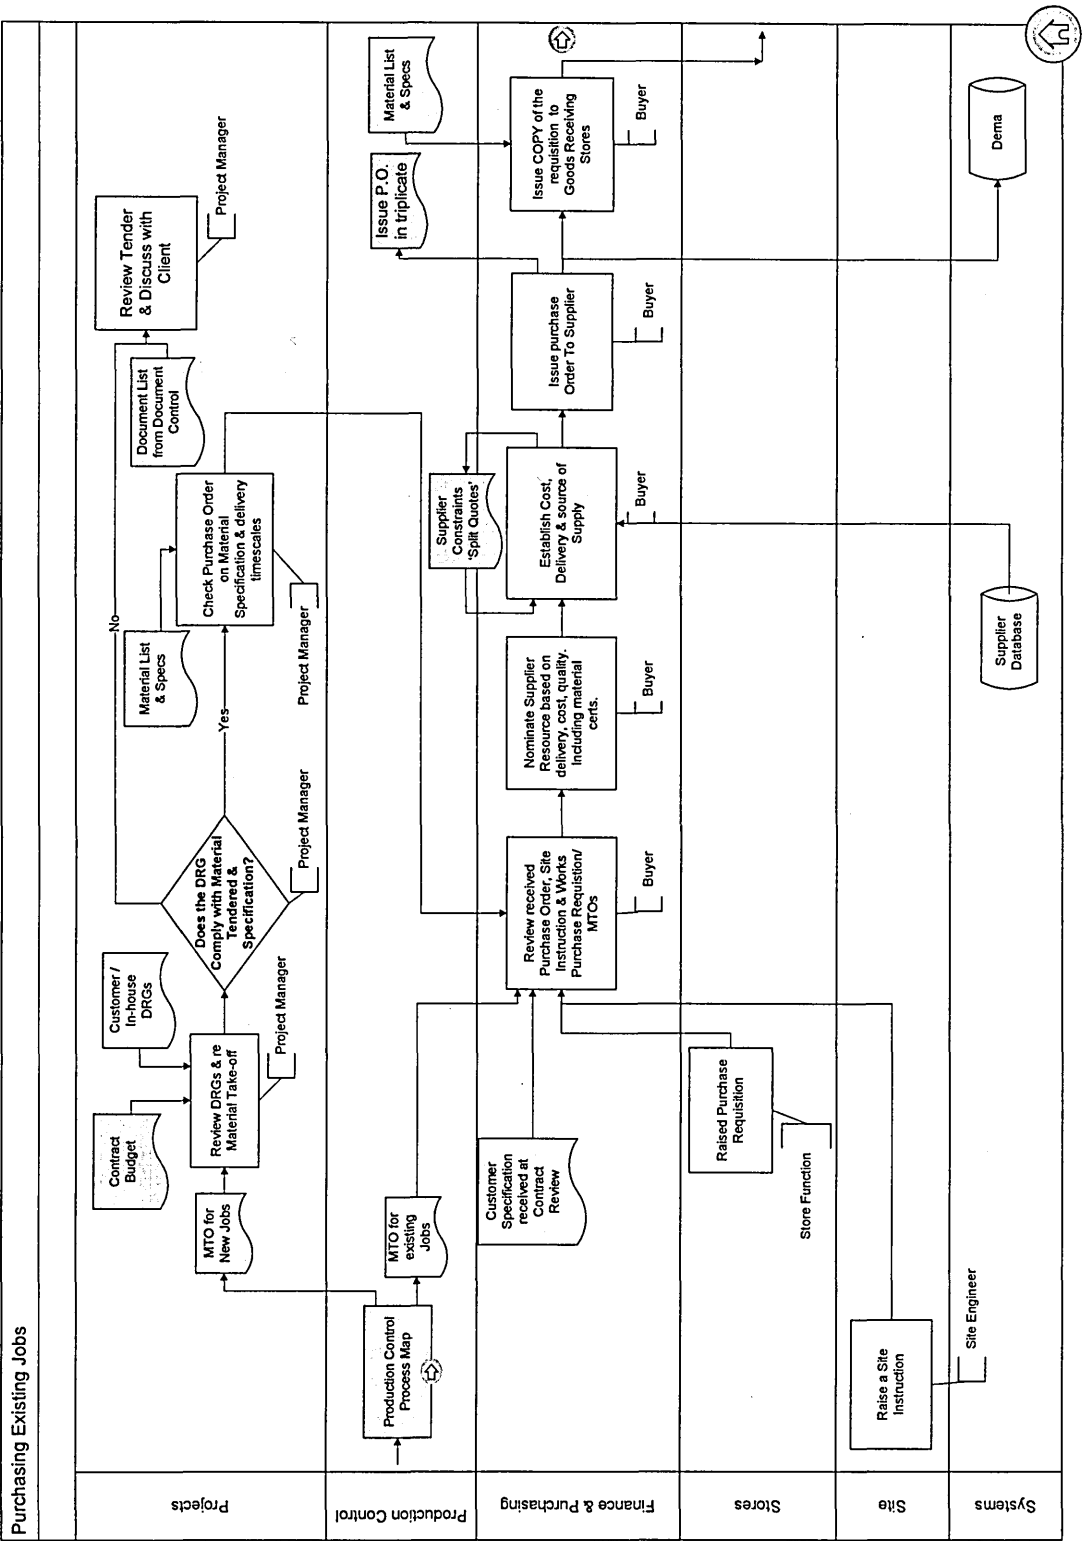 Purchasing Existing Jobs
Projects
MTO for
New Jobs
Contract
Budget
Customer /
In-house
DRGs
Review DRGs & re
Material Take-off
Project Manager
Does the DRG
Comply with Material
Tendered &
Specification?
Project Manager
No
Yes
Material List
& Specs
Check Purchase Order
on Material
Specification & delivery
timescales
Project Manager
Document List
from Document
Control
Review Tender
& Discuss with
Client
Project Manager
Production Control
Production Control
Process Map
MTO for
existing
Jobs
Supplier
Constraints
'Split Quotes'
Issue P.O.
in triplicate
Material List
& Specs
Finance & Purchasing
Customer
Specification
received at
Contract
Review
Review received
Purchase Order, Site
Instruction & Works
Purchase Requistion/
MTOs
Buyer
Nominate Supplier
Resource based on
delivery, cost, quality.
Including material
certs.
Buyer
Establish Cost,
Delivery & source of
Supply
Buyer
Issue purchase
Order To Supplier
Buyer
Issue COPY of the
requisition to
Goods Receiving
Stores
Buyer
Stores
Raised Purchase
Requisition
Store Function
Site
Raise a Site
Instruction
Site Engineer
Systems
Supplier
Database
Dema